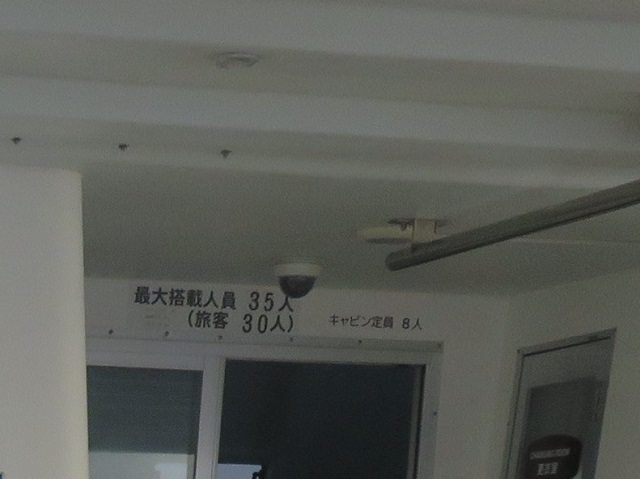 最大搭載人員 35人
(旅客 30人)
キャビン定員 8人